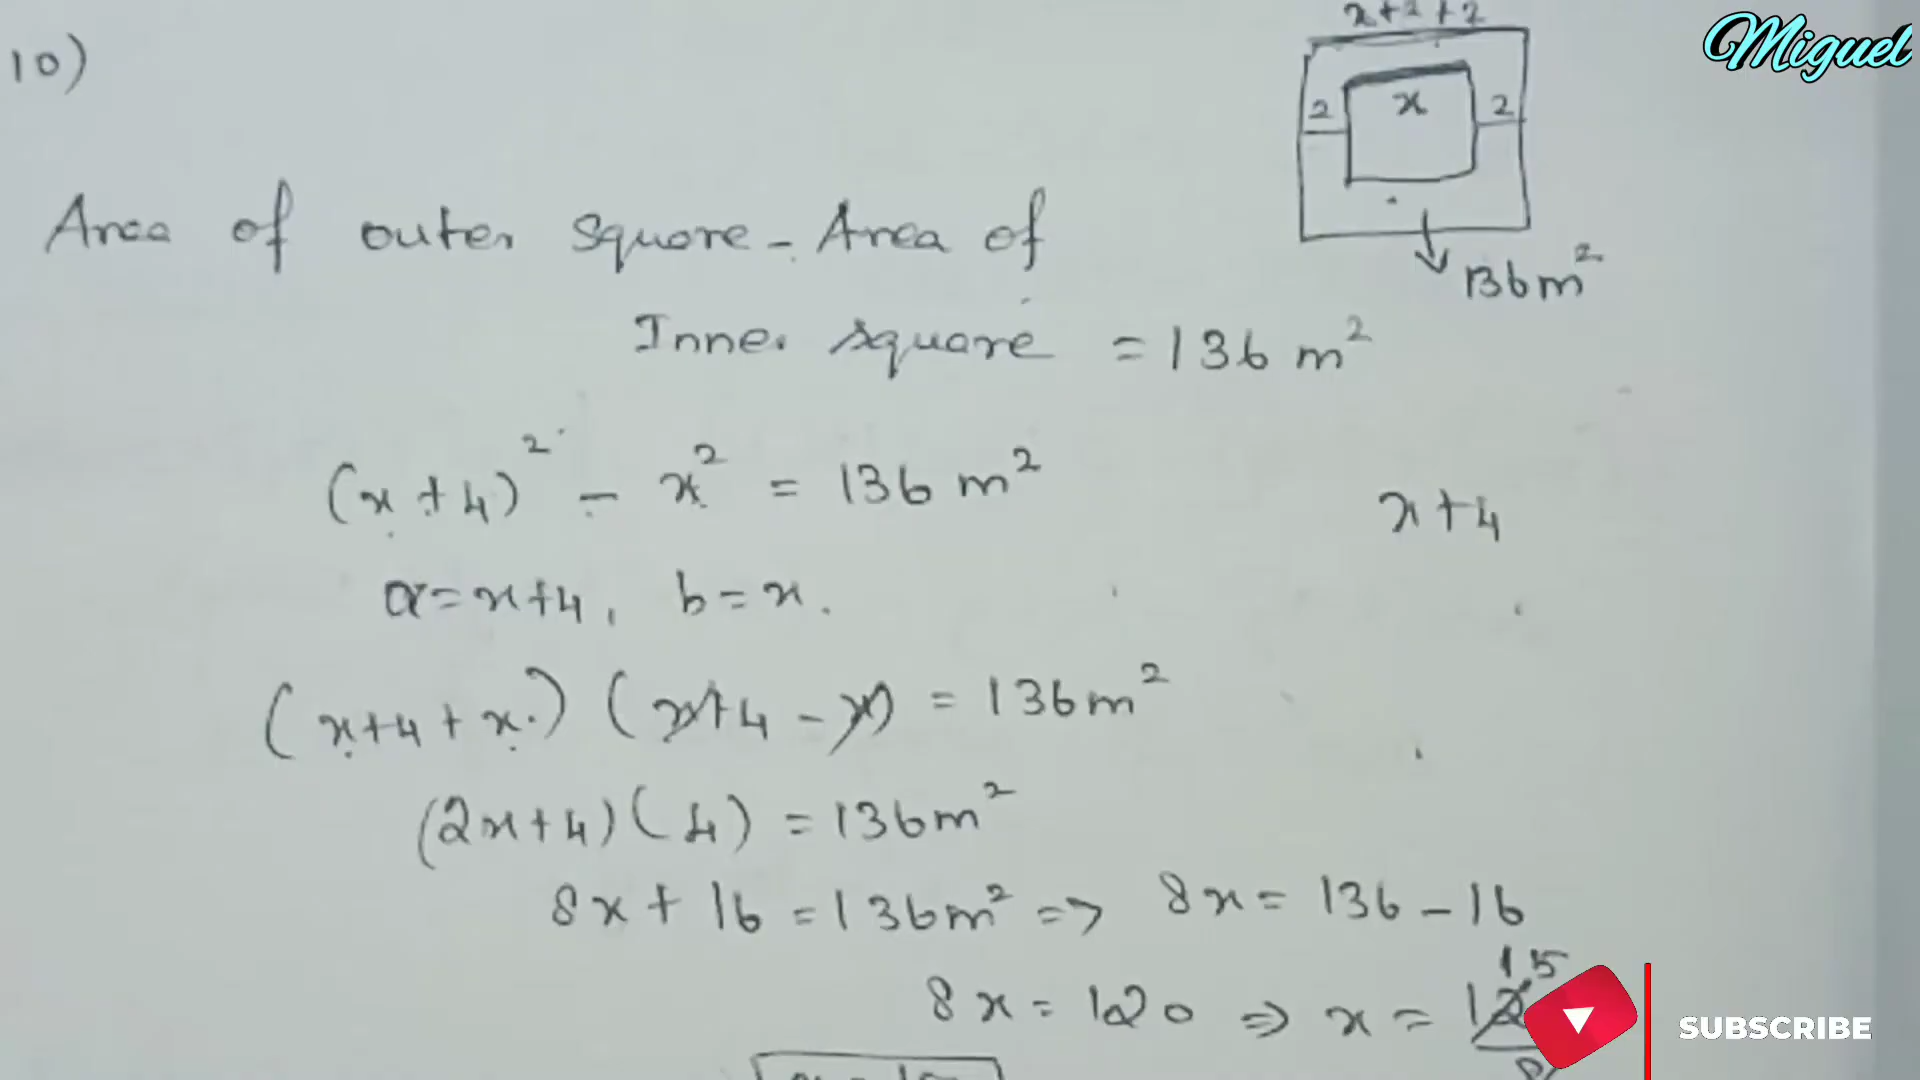 10)
x+2+2
Miguel
2 x 2
136m²
Area of outer square - Area of
Inner square = 136 m²
(x+4)² - x² = 136 m²
x+4
a=x+4, b=x.
(x+4+x.) (x+4-x) = 136m²
(2x+4)(4) = 136m²
8x+16=136m² => 8x=136-16
15
8x=120 => x=
SUBSCRIBE